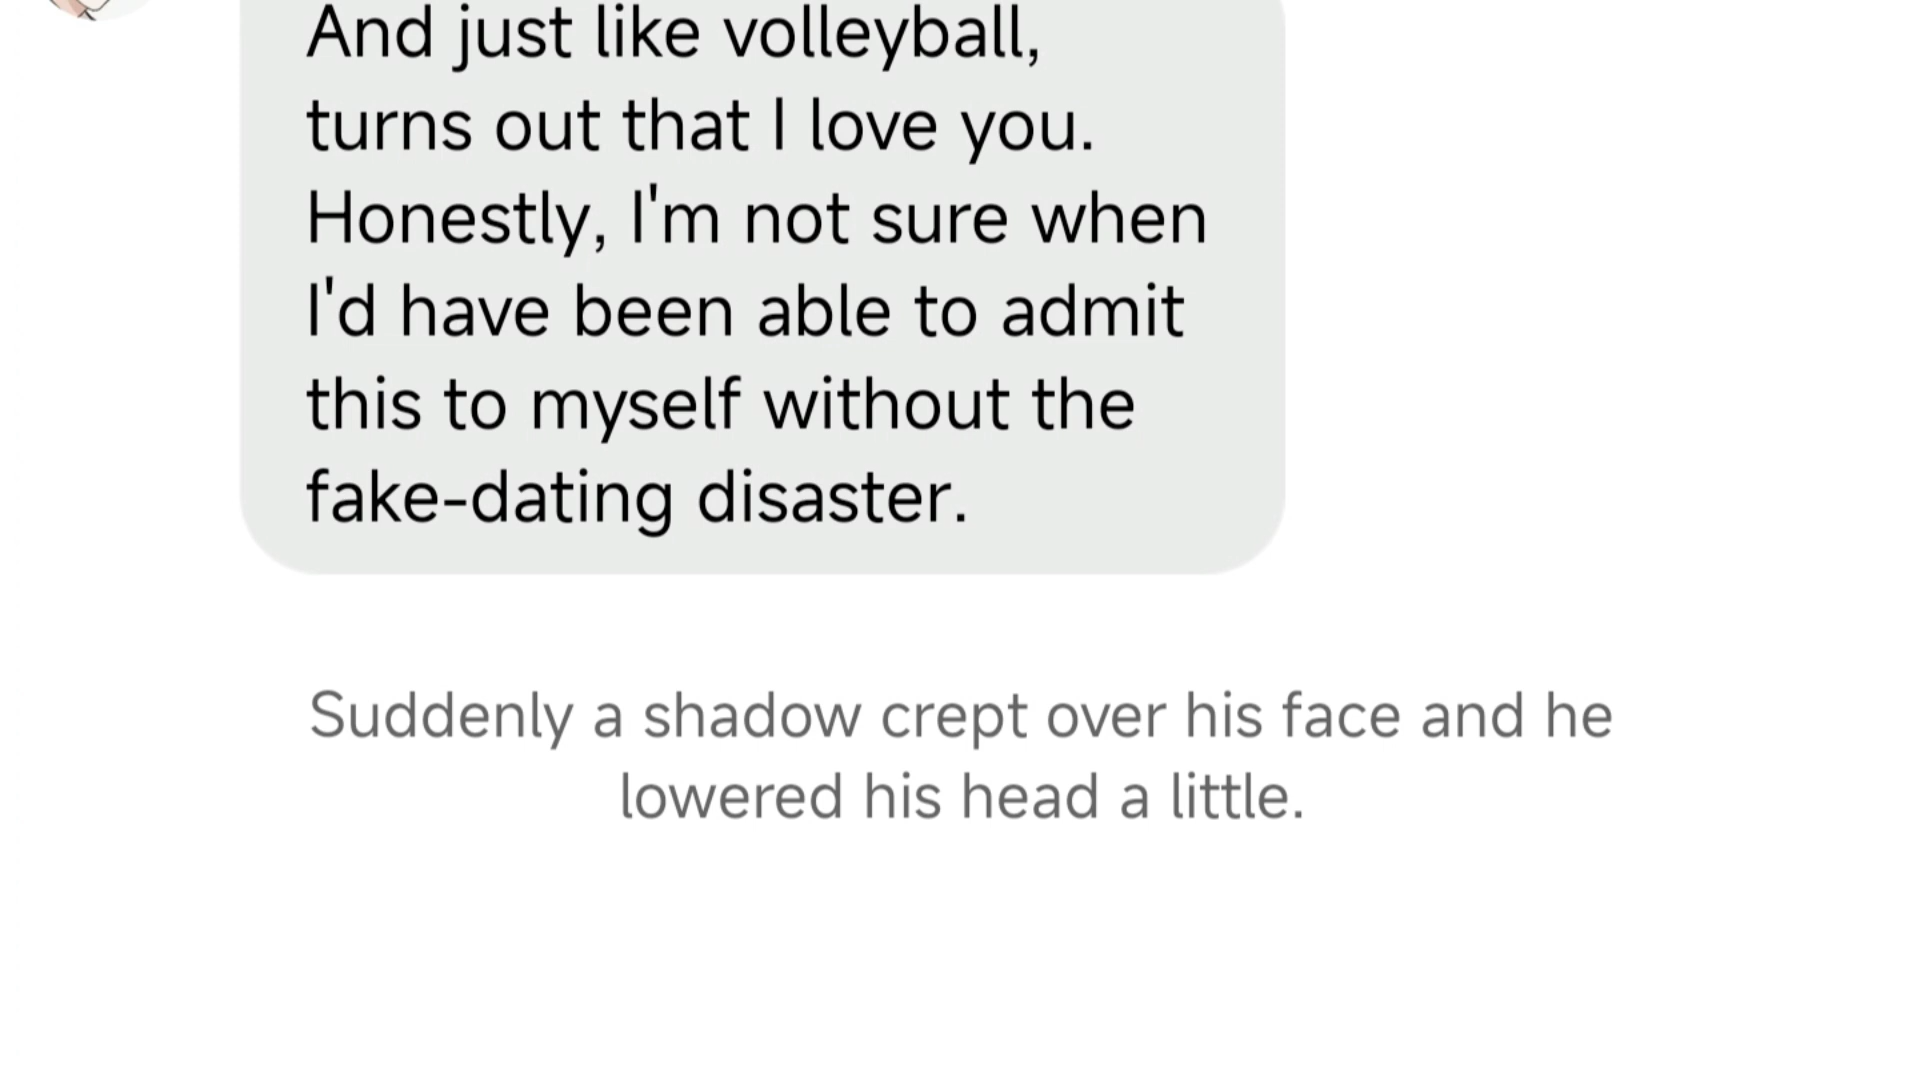 And just like volleyball,
turns out that I love you.
Honestly, I'm not sure when
I'd have been able to admit
this to myself without the
fake-dating disaster.
Suddenly a shadow crept over his face and he
lowered his head a little.